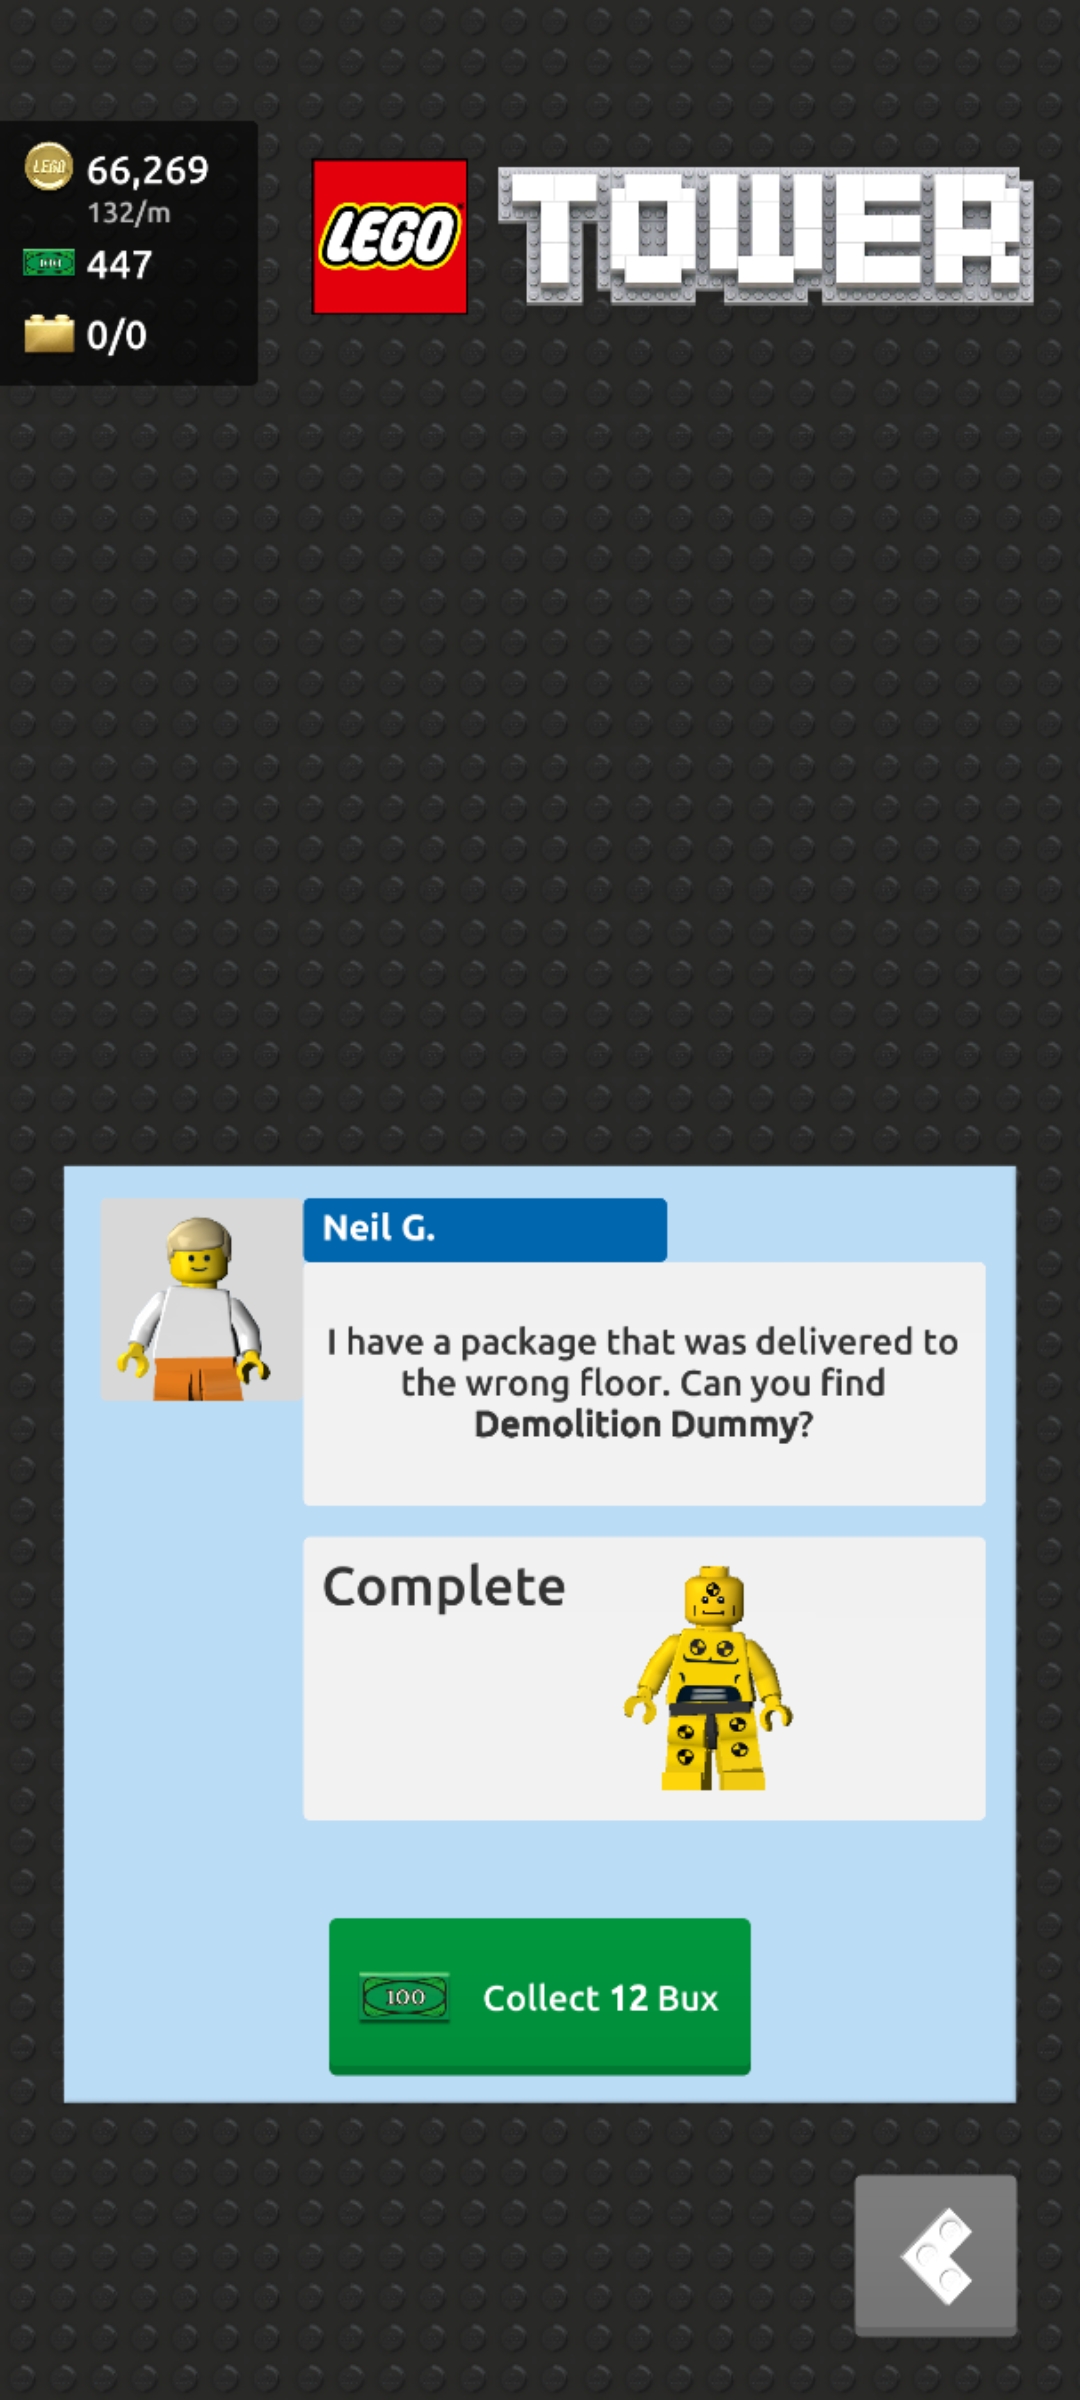 LEGO
66,269
132/m
447
0/0
LEGO TOWER
Neil G.
I have a package that was delivered to
the wrong floor. Can you find
Demolition Dummy?
Complete
100
Collect 12 Bux